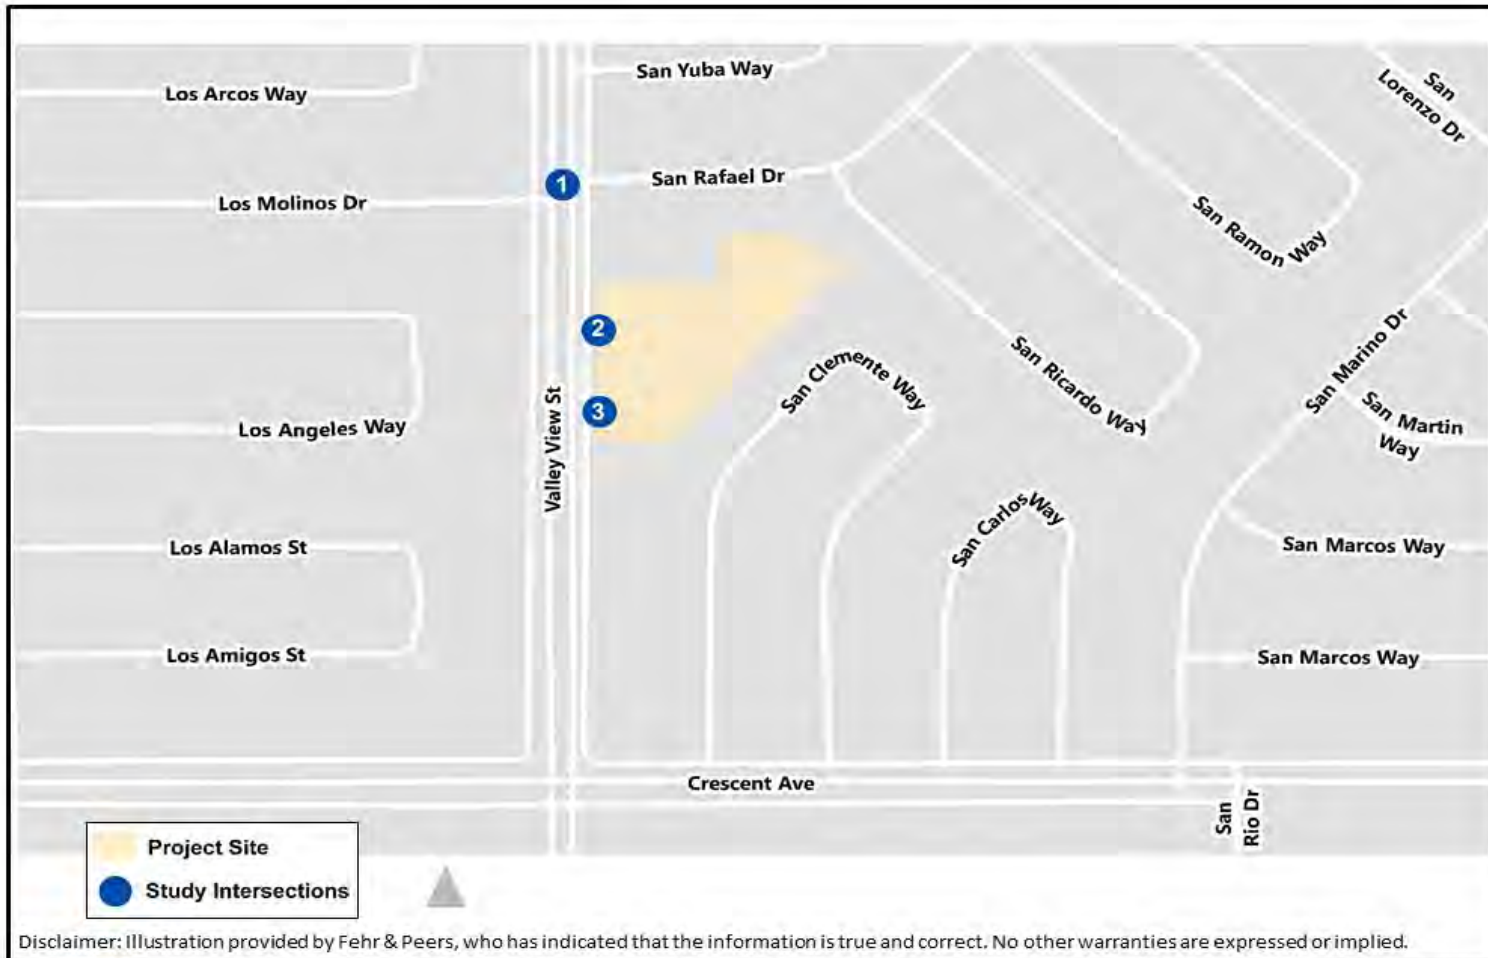 San Yuba Way
San
Lorenzo Dr
Los Arcos Way
1
San Rafael Dr
Los Molinos Dr
San Ramon Way
2
San Marino Dr
San Clemente Way
San Ricardo Way
3
Valley View St
Los Angeles Way
San Martin
Way
San Carlos Way
Los Alamos St
San Marcos Way
Los Amigos St
San Marcos Way
Crescent Ave
San
Rio Dr
Project Site
Study Intersections
Disclaimer: Illustration provided by Fehr & Peers, who has indicated that the information is true and correct. No other warranties are expressed or implied.